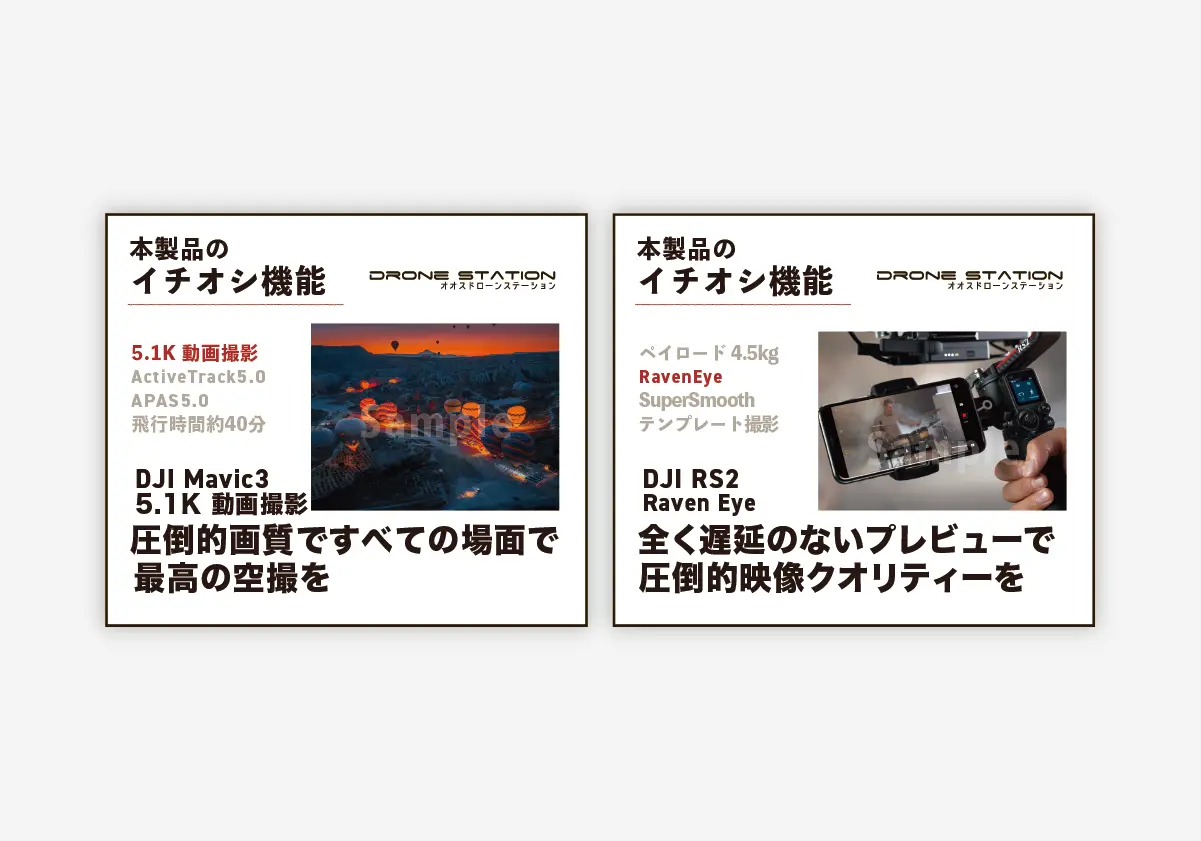 本製品の
イチオシ機能
DRONE STATION
オオスドローンステーション
5.1K 動画撮影
ActiveTrack5.0
APAS5.0
飛行時間約40分
Sample
DJI Mavic3
5.1K 動画撮影
圧倒的画質ですべての場面で
最高の空撮を
本製品の
イチオシ機能
DRONE STATION
オオスドローンステーション
ペイロード 4.5kg
RavenEye
SuperSmooth
テンプレート撮影
RS2
Sample
DJI RS2
Raven Eye
全く遅延のないプレビューで
圧倒的映像クオリティーを